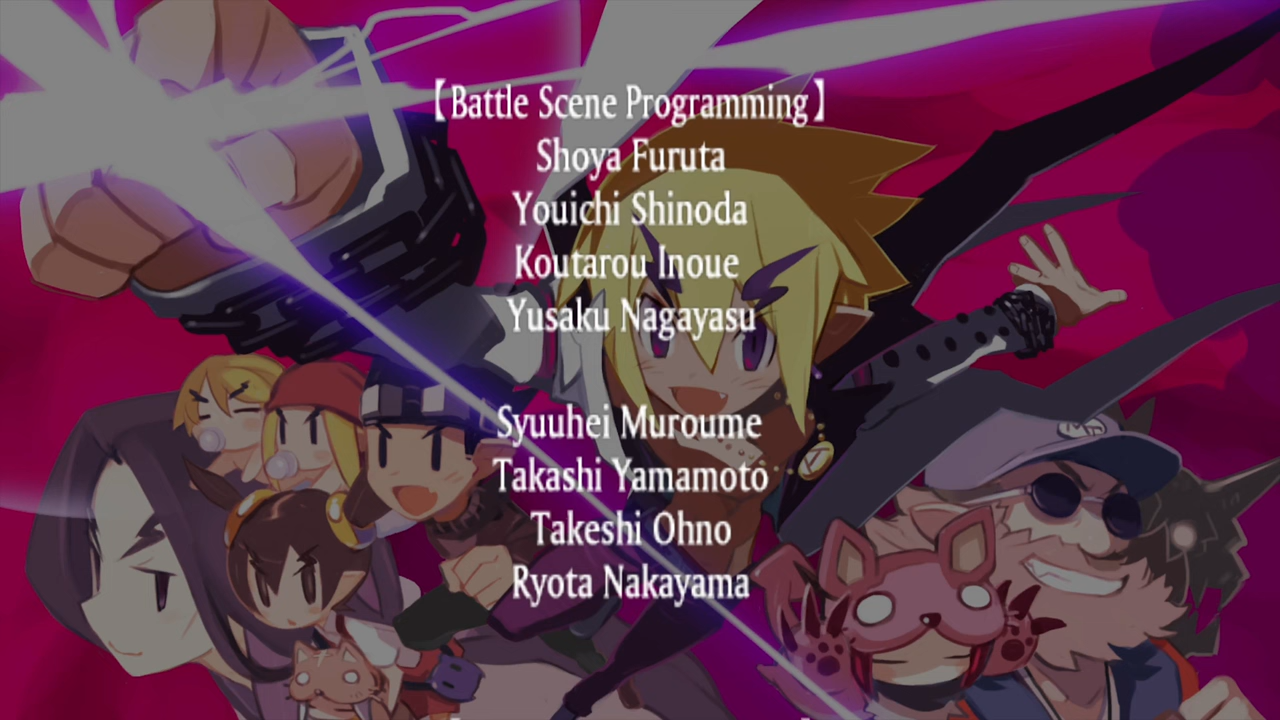 【Battle Scene Programming】
Shoya Furuta
Youichi Shinoda
Koutarou Inoue
Yusaku Nagayasu
Syuuhei Muroume
Takashi Yamamoto
Takeshi Ohno
Ryota Nakayama